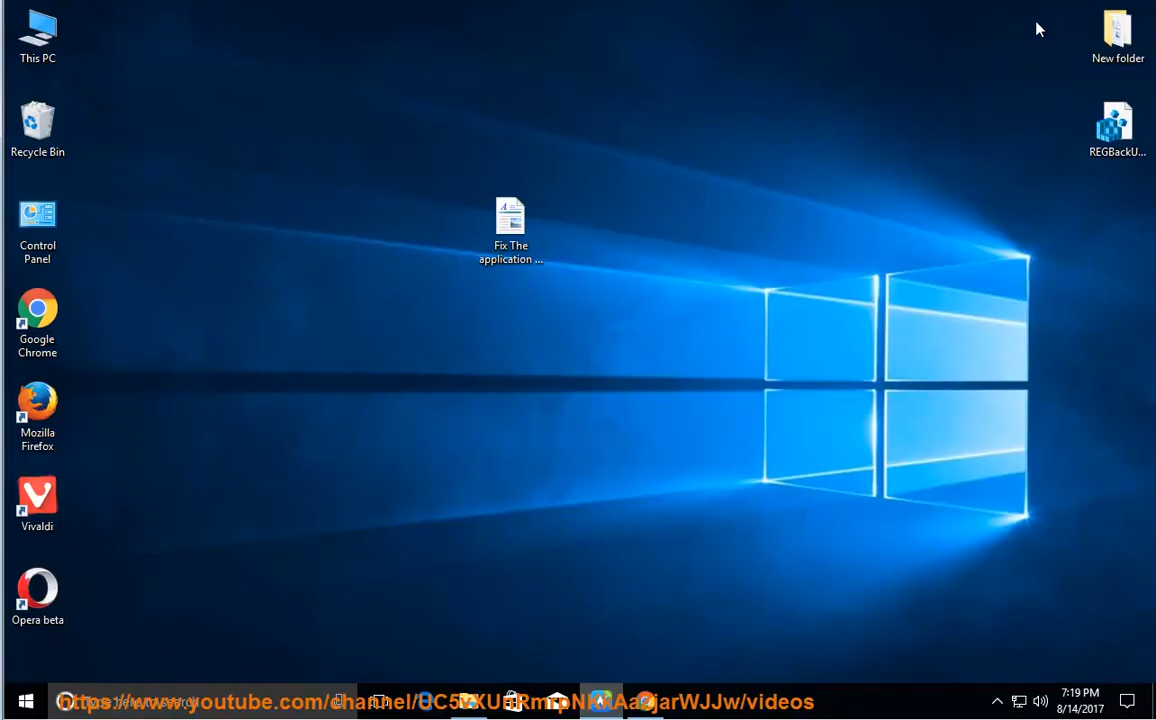 This PC
New folder
Recycle Bin
REGBackU...
Control
Panel
Fix The
application ...
Google
Chrome
Mozilla
Firefox
Vivaldi
Opera beta
7:19 PM
8/14/2017